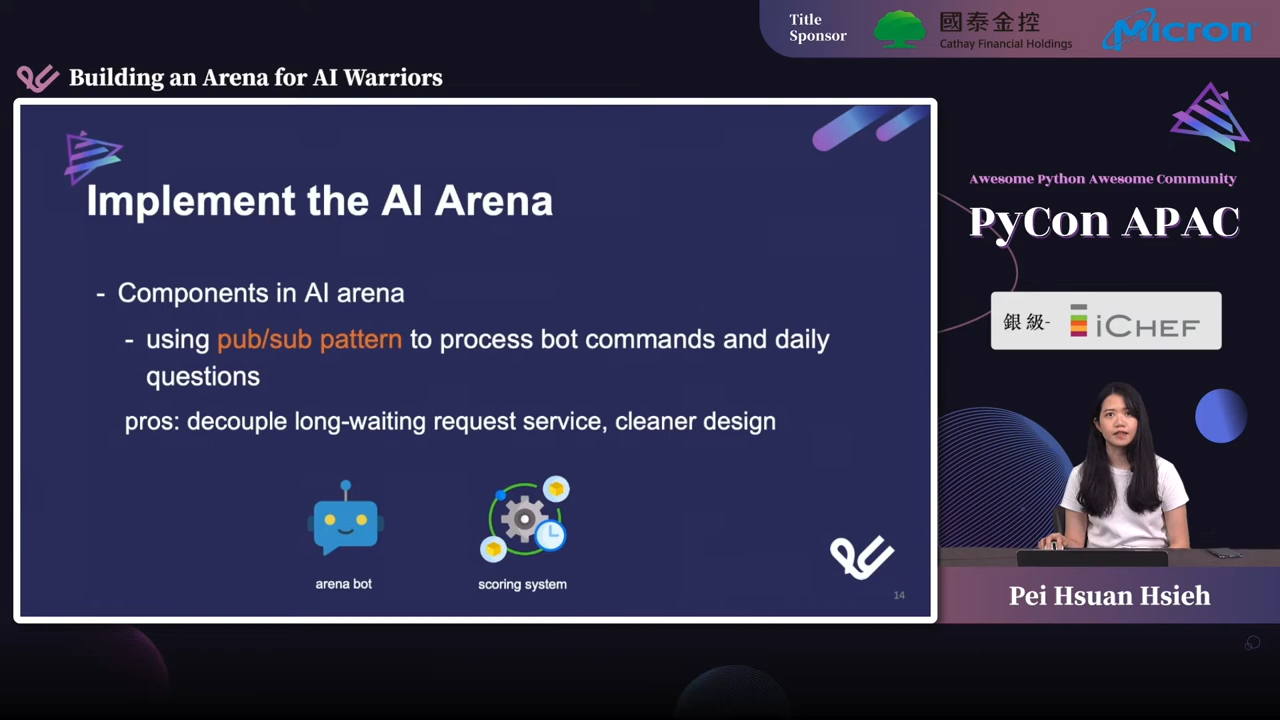 Title
Sponsor
國泰金控
Cathay Financial Holdings
Micron
Building an Arena for AI Warriors
Implement the AI Arena
- Components in AI arena
- using pub/sub pattern to process bot commands and daily
questions
pros: decouple long-waiting request service, cleaner design
arena bot
scoring system
14
Awesome Python Awesome Community
PyCon APAC
銀級-
iCHEF
Pei Hsuan Hsieh